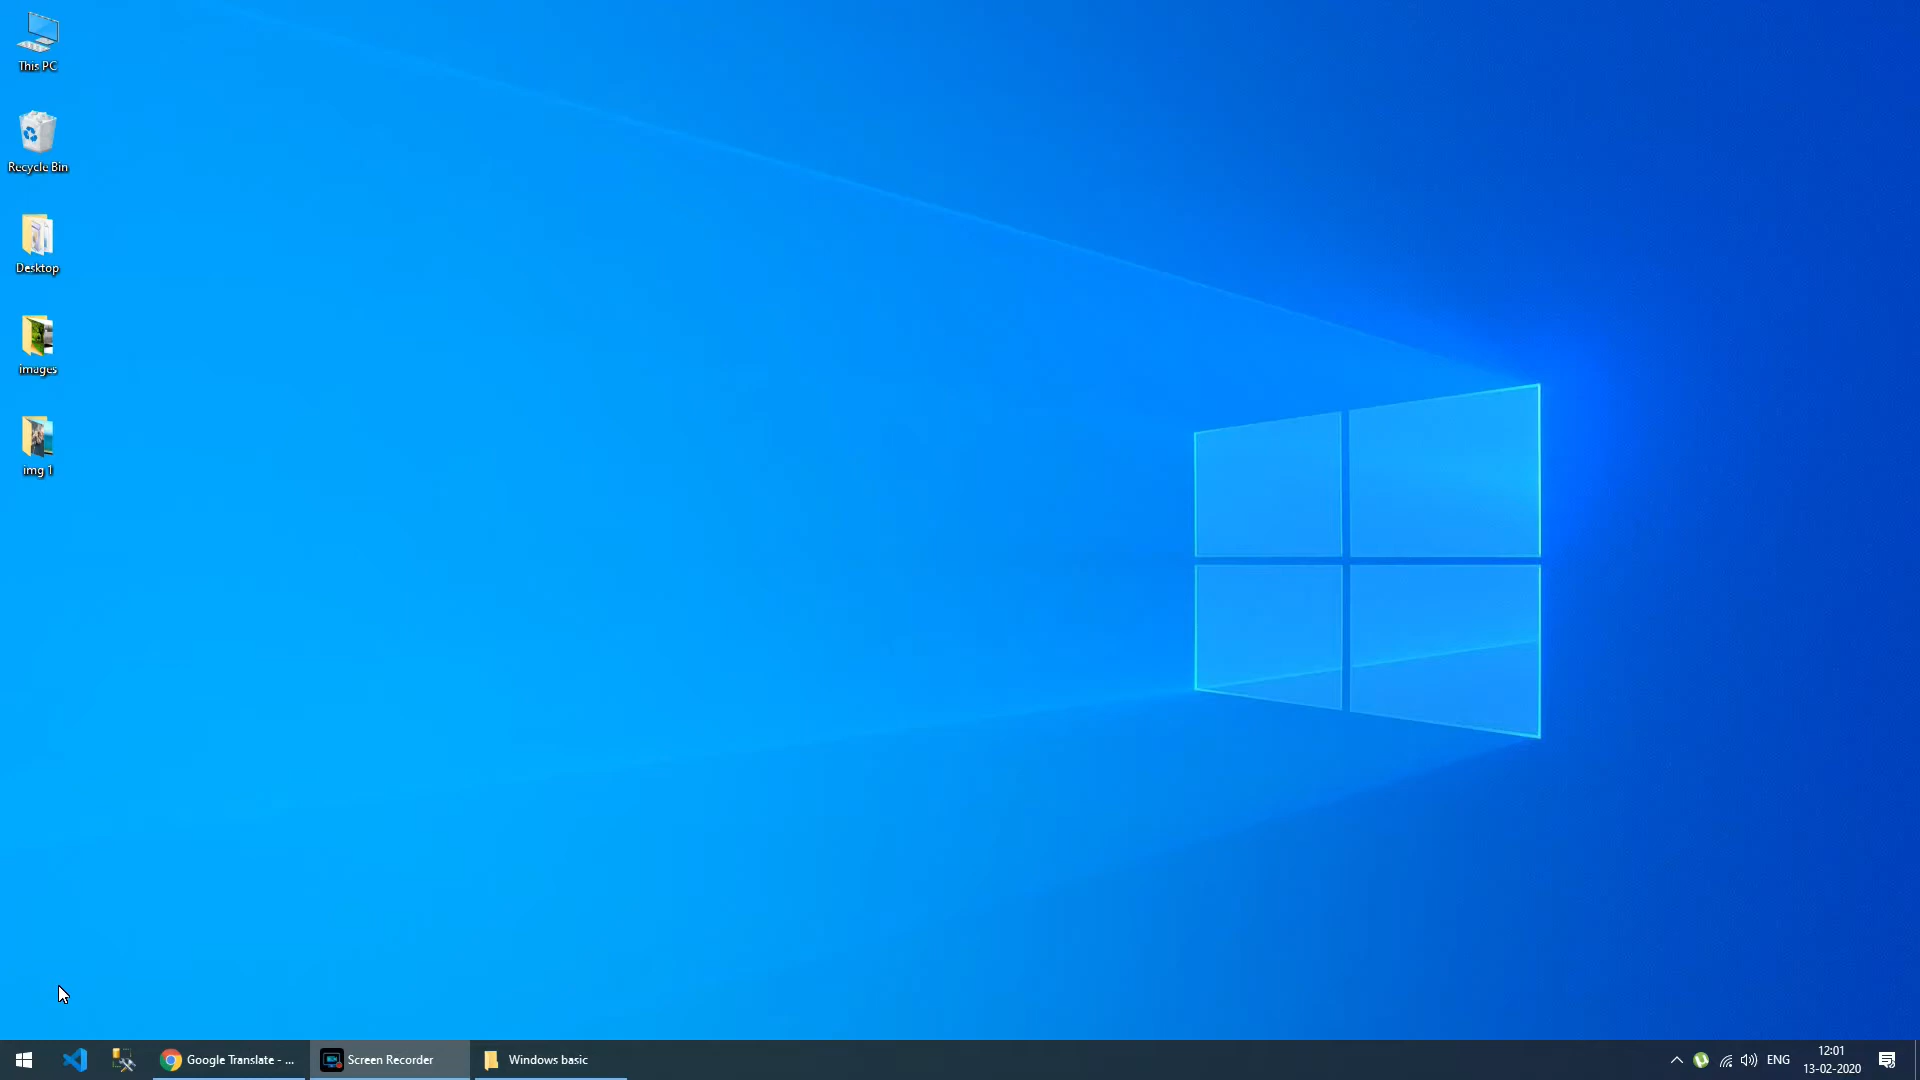 This PC
Recycle Bin
Desktop
images
img 1
Google Translate - ...
Screen Recorder
Windows basic
ENG
12:01
13-02-2020